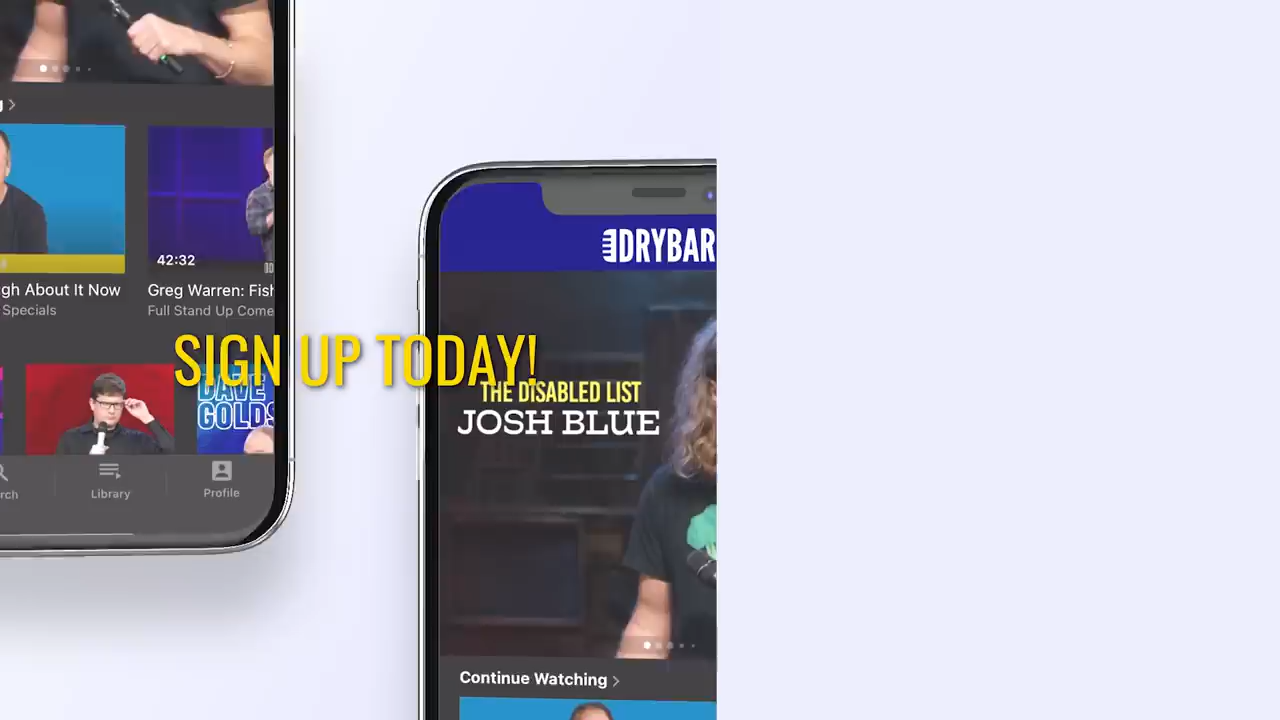 42:32
gh About It Now
Specials
Greg Warren: Fish
Full Stand Up Come
SIGN UP TODAY!
DAVE
GOLDS
rch
Library
Profile
DRYBAR
THE DISABLED LIST
JOSH BLUE
Continue Watching